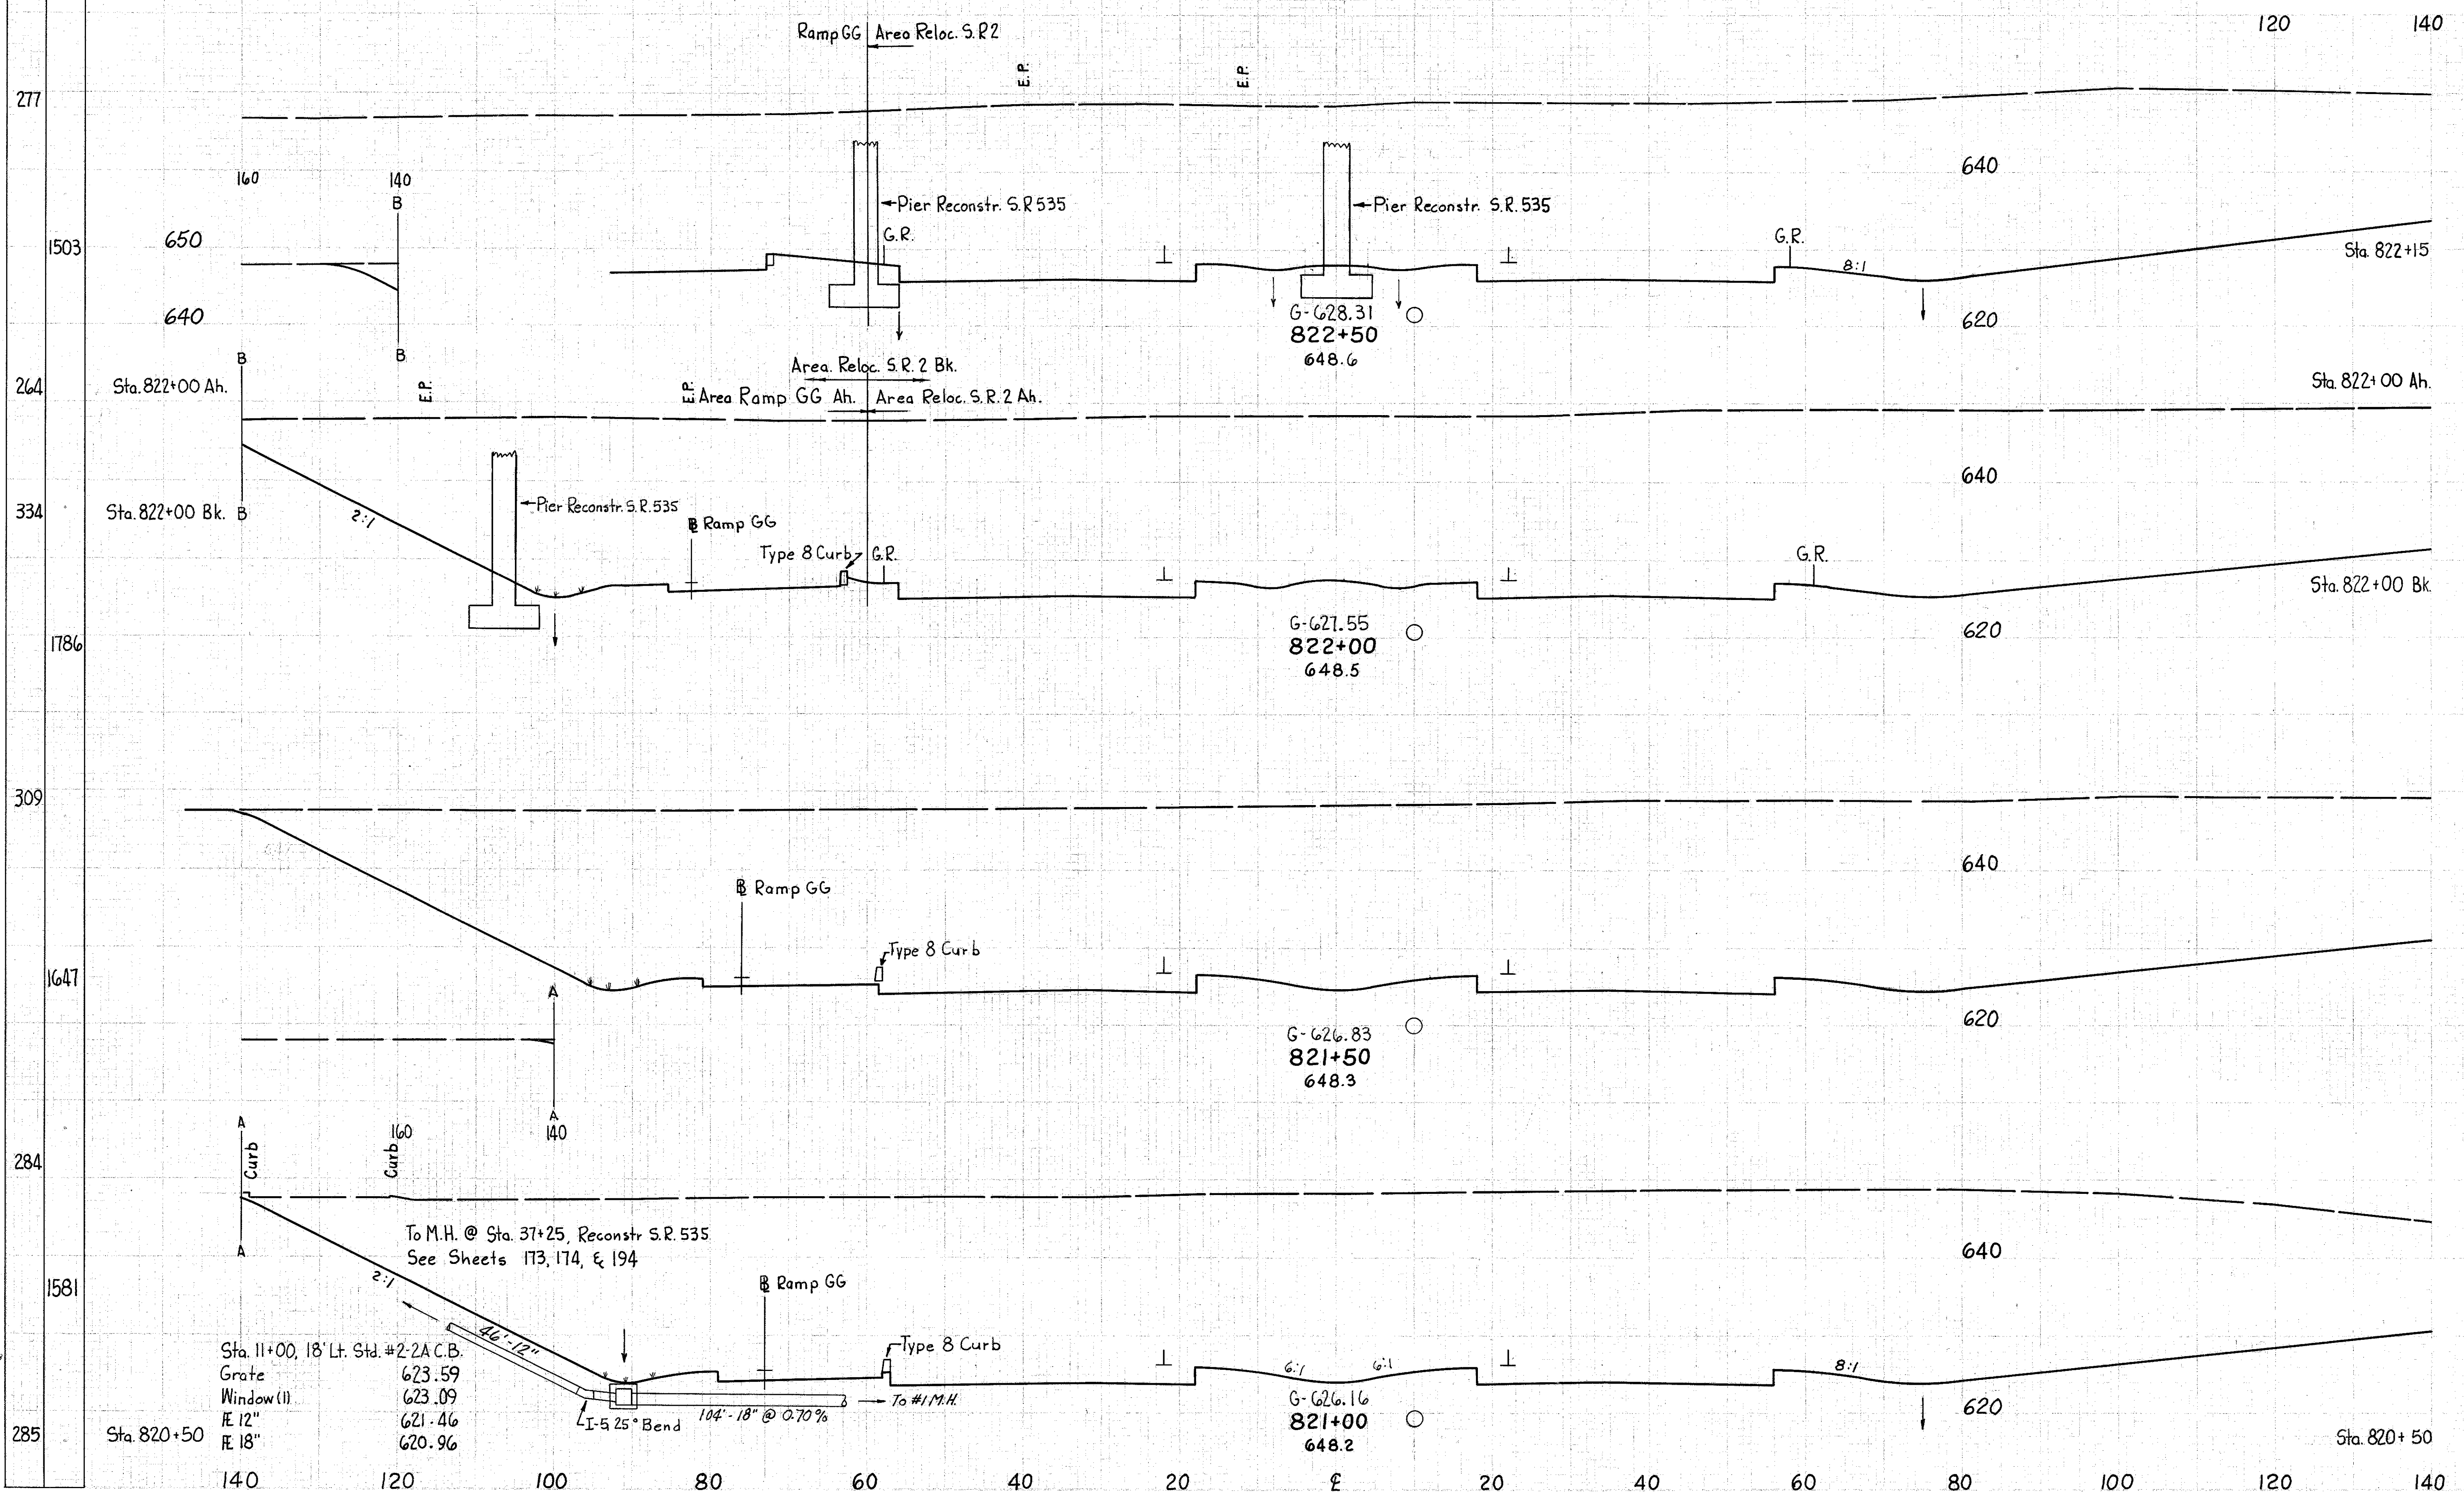 Ramp GG Area Reloc. S.R 2
120 140
E.P. E.P.
277
160 140
B
640
Pier Reconstr. S.R 535
Pier Reconstr. S.R. 535
650
1503
G.R.
G.R.
8:1
Sta. 822+15
640
G-628.31
822+50
648.6
620
B
B
Area. Reloc. S.R. 2 Bk.
264
Sta. 822+00 Ah.
E.P.
E.P.
Area Ramp GG Ah. Area Reloc. S.R. 2 Ah.
Sta. 822+00 Ah.
640
334
Sta. 822+00 Bk. B
2:1
Pier Reconstr. S.R. 535
℄ Ramp GG
Type 8 Curb G.R.
G.R.
Sta. 822+00 Bk.
G-627.55
822+00
648.5
620
1786
309
640
℄ Ramp GG
Type 8 Curb
1647
A
620
G-626.83
821+50
648.3
A
A
160 140
Curb
Curb
284
A
To M.H. @ Sta. 37+25, Reconstr S.R. 535
See Sheets 173, 174, & 194
640
2:1
1581
℄ Ramp GG
46'-12"
Type 8 Curb
Sta. 11+00, 18' Lt. Std. #2-2A C.B.
Grate 623.59
Window (1) 623.09
℄ 12" 621.46
℄ 18" 620.96
I-5, 25° Bend
104'-18" @ 0.70%
To #1 M.H.
6:1 6:1
8:1
G-626.16
821+00
648.2
620
285
Sta. 820+50
Sta. 820+50
140 120 100 80 60 40 20 ℄ 20 40 60 80 100 120 140